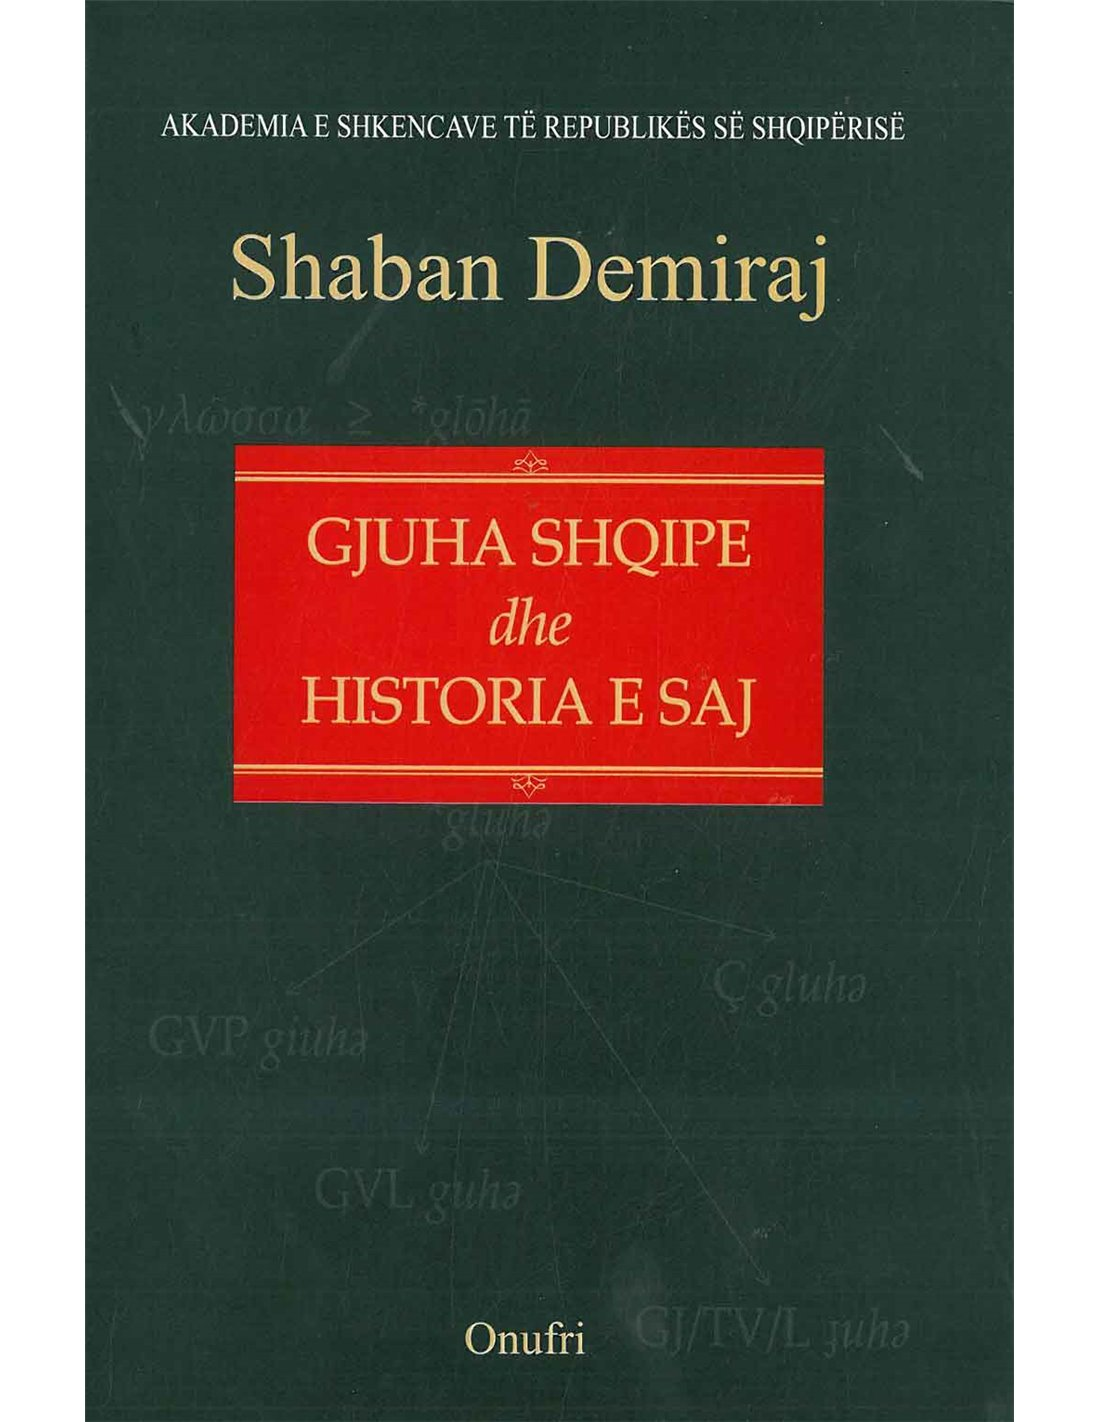 AKADEMIA E SHKENCAVE TË REPUBLIKËS SË SHQIPËRISË
Shaban Demiraj
γλῶσσα ≥ *glōhā
GJUHA SHQIPE
dhe
HISTORIA E SAJ
*gluhə
Ç gluhə
GVP giuhə
GVL guhə
GJ/TV/L ɟuhə
Onufri